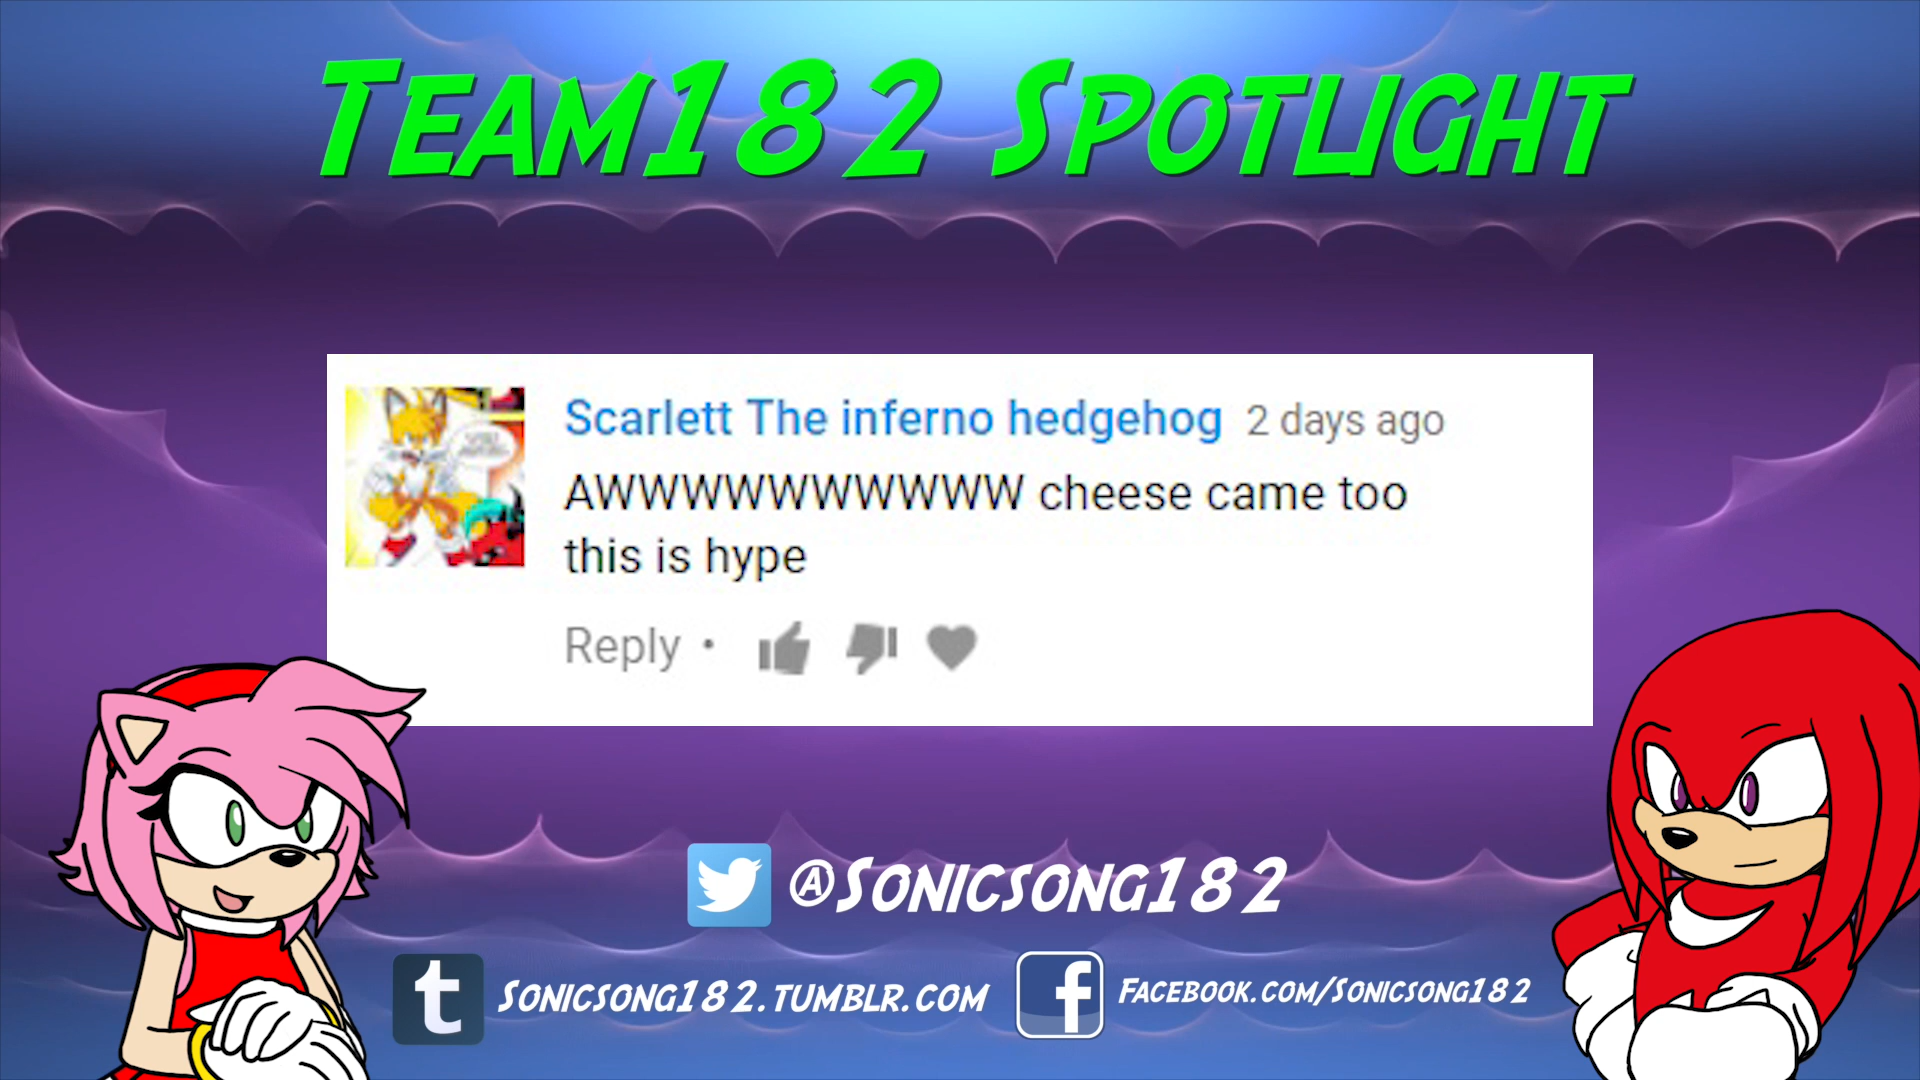 Team182 Spotlight
Scarlett The inferno hedgehog 2 days ago
AWWWWWWWWWW cheese came too
this is hype
Reply •
@Sonicsong182
t Sonicsong182.tumblr.com f Facebook.com/Sonicsong182